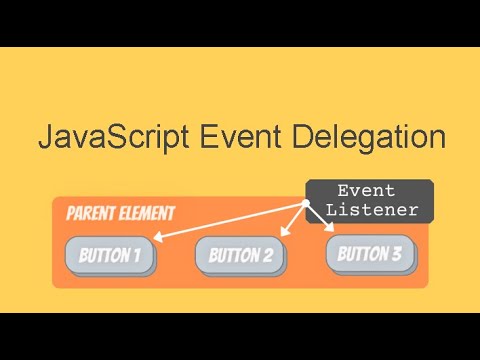 JavaScript Event Delegation
Event
Listener
PARENT ELEMENT
BUTTON 1
BUTTON 2
BUTTON 3